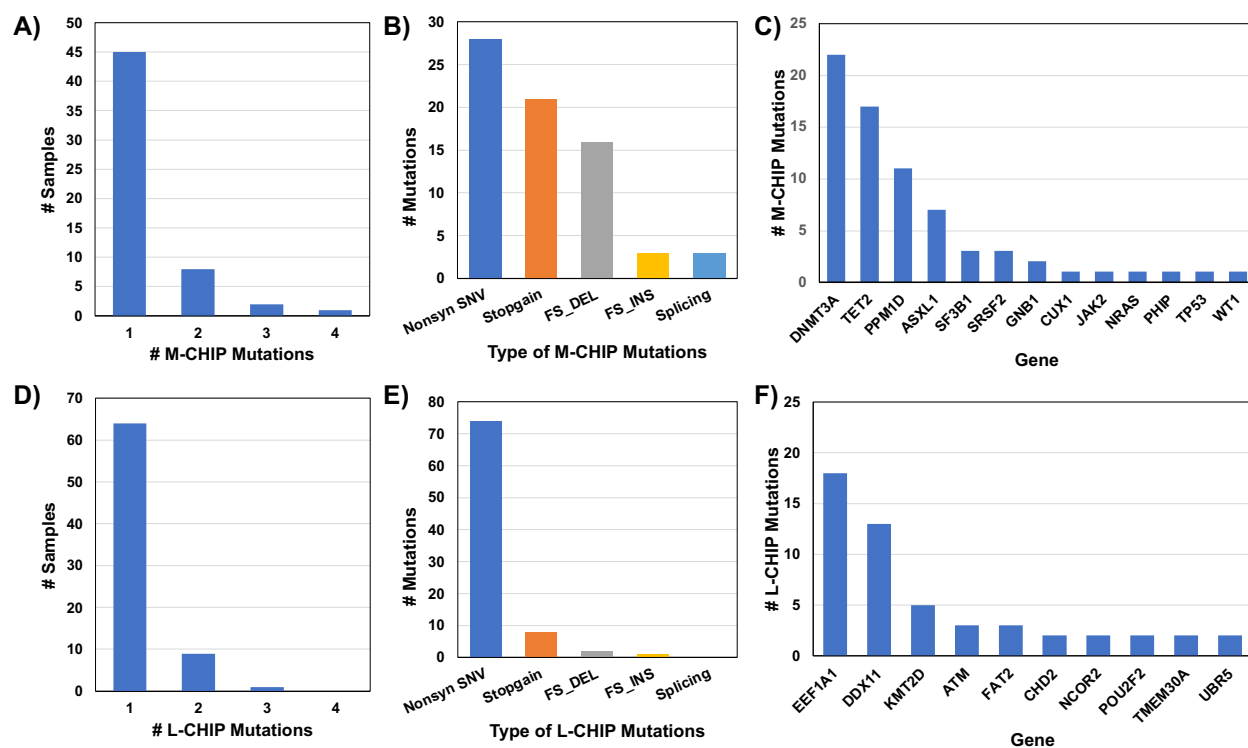 A)
50
45
40
35
30
25
20
15
10
5
0
# Samples
1 2 3 4
# M-CHIP Mutations
B)
30
25
20
15
10
5
0
# Mutations
Nonsyn SNV Stopgain FS_DEL FS_INS Splicing
Type of M-CHIP Mutations
C)
25
20
15
10
5
0
# M-CHIP Mutations
DNMT3A TET2 PPM1D ASXL1 SF3B1 SRSF2 GNB1 CUX1 JAK2 NRAS PHIP TP53 WT1
Gene
D)
70
60
50
40
30
20
10
0
# Samples
1 2 3 4
# L-CHIP Mutations
E)
80
70
60
50
40
30
20
10
0
# Mutations
Nonsyn SNV Stopgain FS_DEL FS_INS Splicing
Type of L-CHIP Mutations
F)
25
20
15
10
5
0
# L-CHIP Mutations
EEF1A1 DDX11 KMT2D ATM FAT2 CHD2 NCOR2 POU2F2 TMEM30A UBR5
Gene